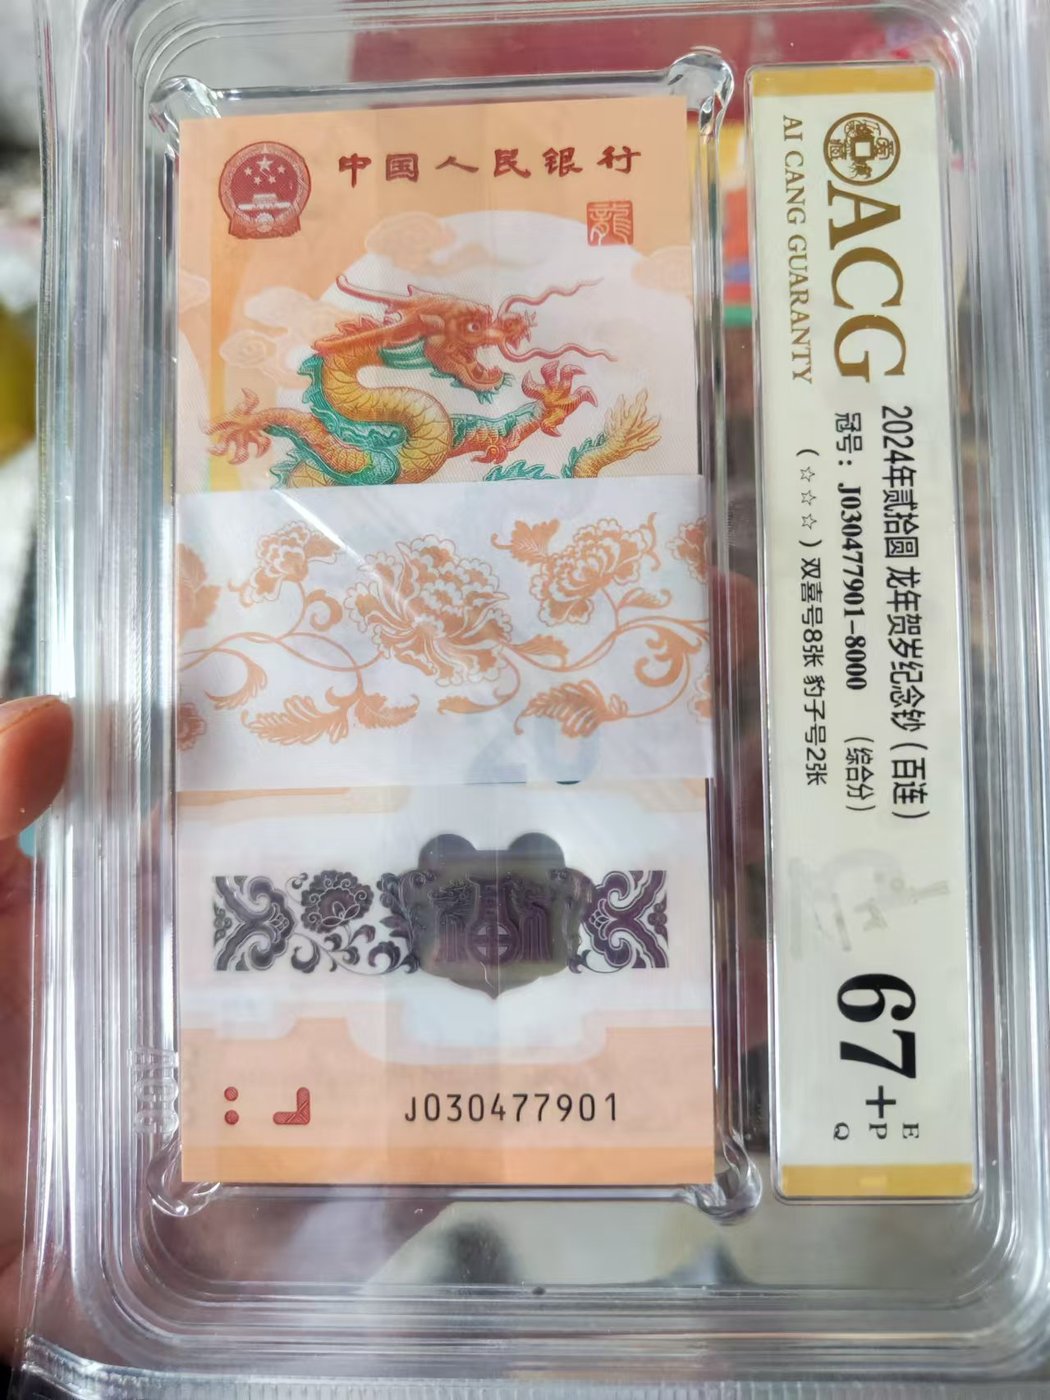 中国人民银行
龍
J030477901
ACG
AI CANG GUARANTY
2024年贰拾圆 龙年贺岁纪念钞（百连）
冠号：J030477901-8000 （综合分）
（☆☆☆）双喜号8张 豹子号2张
67+
EPQ